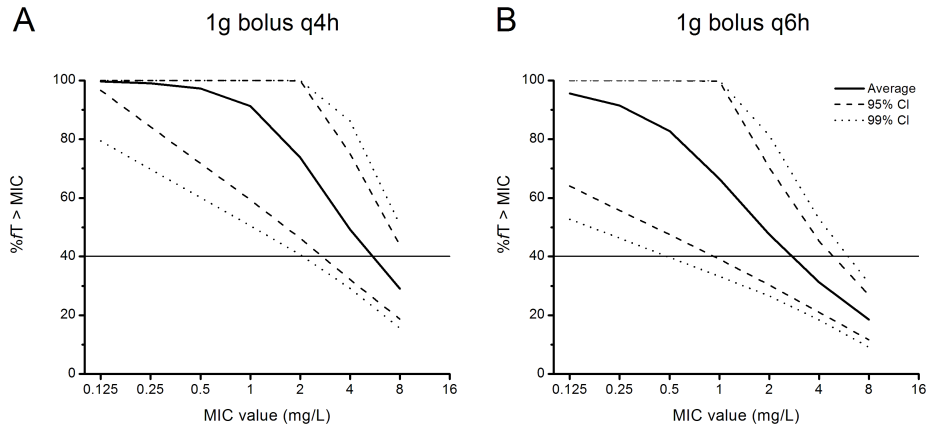 A
1g bolus q4h
%fT > MIC
100
80
60
40
20
0
0.125 0.25 0.5 1 2 4 8 16
MIC value (mg/L)
B
1g bolus q6h
%fT > MIC
100
80
60
40
20
0
0.125 0.25 0.5 1 2 4 8 16
MIC value (mg/L)
Average
95% CI
99% CI